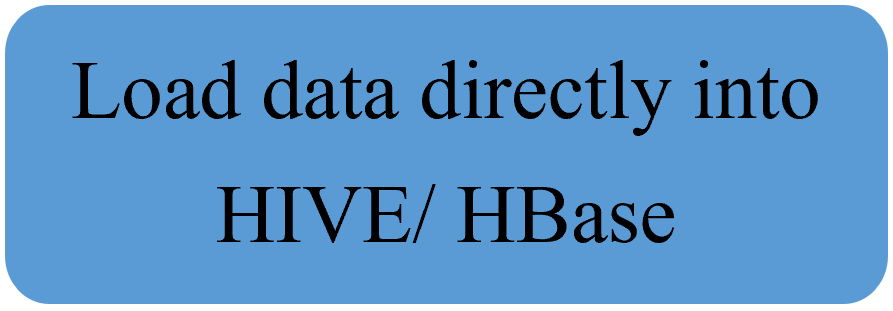 Load data directly into
HIVE/ HBase